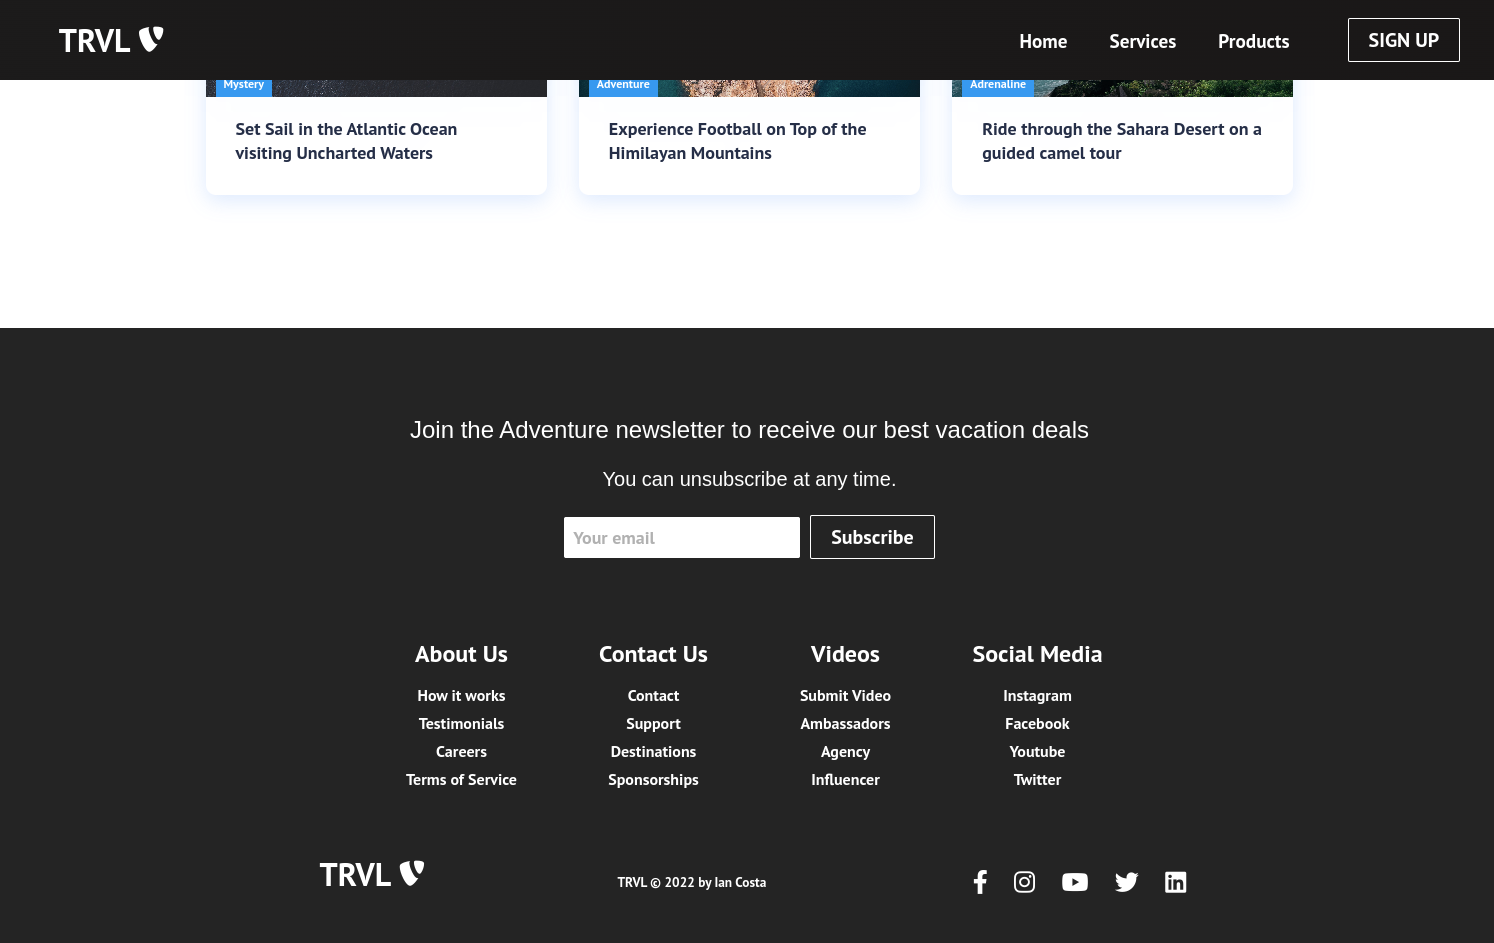 TRVL
Home
Services
Products
SIGN UP
Mystery
Adventure
Adrenaline
Set Sail in the Atlantic Ocean
visiting Uncharted Waters
Experience Football on Top of the
Himilayan Mountains
Ride through the Sahara Desert on a
guided camel tour
Join the Adventure newsletter to receive our best vacation deals
You can unsubscribe at any time.
Your email
Subscribe
About Us
How it works
Testimonials
Careers
Terms of Service
Contact Us
Contact
Support
Destinations
Sponsorships
Videos
Submit Video
Ambassadors
Agency
Influencer
Social Media
Instagram
Facebook
Youtube
Twitter
TRVL
TRVL © 2022 by Ian Costa